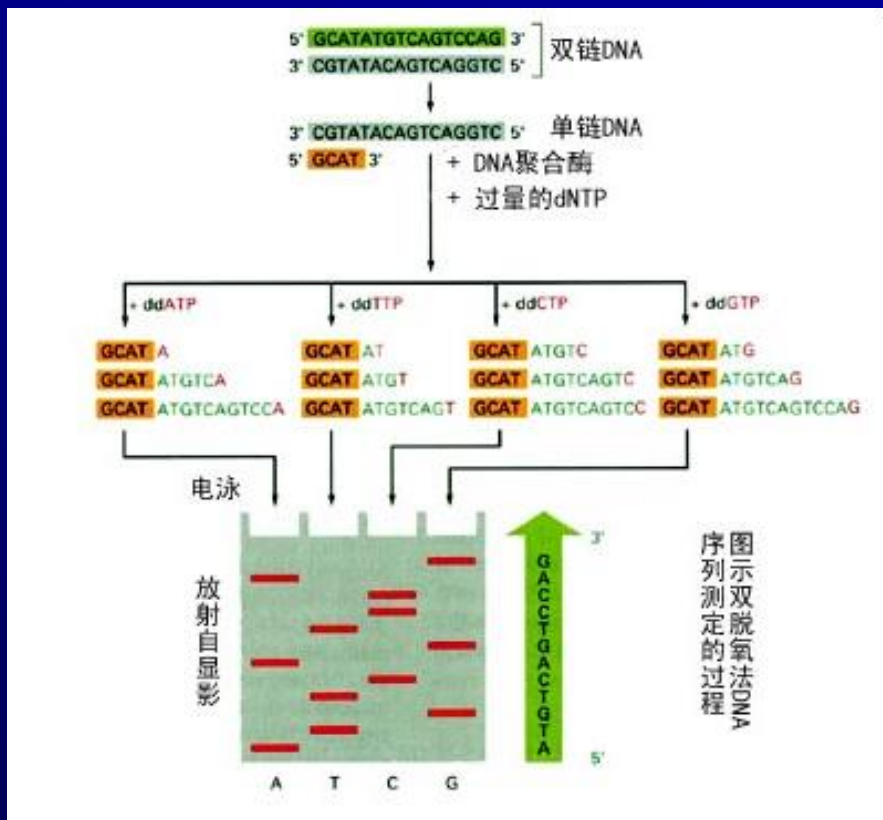 5' GCATATGTCAGTCCAG 3'
3' CGTATACAGTCAGGTC 5'
双链DNA
3' CGTATACAGTCAGGTC 5'
单链DNA
5' GCAT 3'
+ DNA聚合酶
+ 过量的dNTP
+ ddATP
+ ddTTP
+ ddCTP
+ ddGTP
GCAT A
GCAT ATGTCA
GCAT ATGTCAGTCCA
GCAT AT
GCAT ATGT
GCAT ATGTCAGT
GCAT ATGTC
GCAT ATGTCAGTC
GCAT ATGTCAGTCC
GCAT ATG
GCAT ATGTCAG
GCAT ATGTCAGTCCAG
电泳
放射自显影
A T C G
3'
GACCTGACTGTA
5'
图示双脱氧法DNA
序列测定的过程